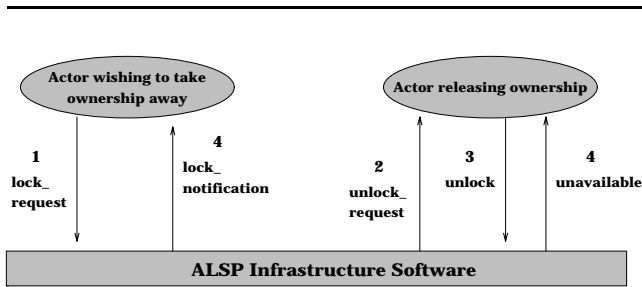 Actor wishing to take
ownership away
Actor releasing ownership
1
lock_
request
4
lock_
notification
2
unlock_
request
3
unlock
4
unavailable
ALSP Infrastructure Software